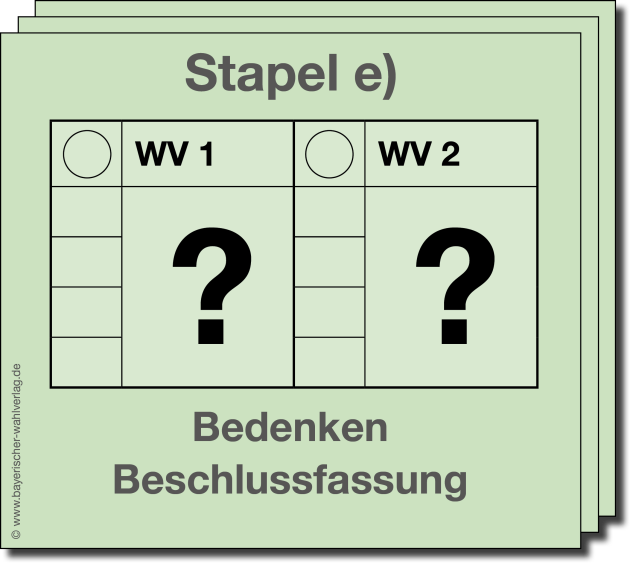 Stapel e)
WV 1 WV 2
? ?
Bedenken
Beschlussfassung
© www.bayerischer-wahlverlag.de